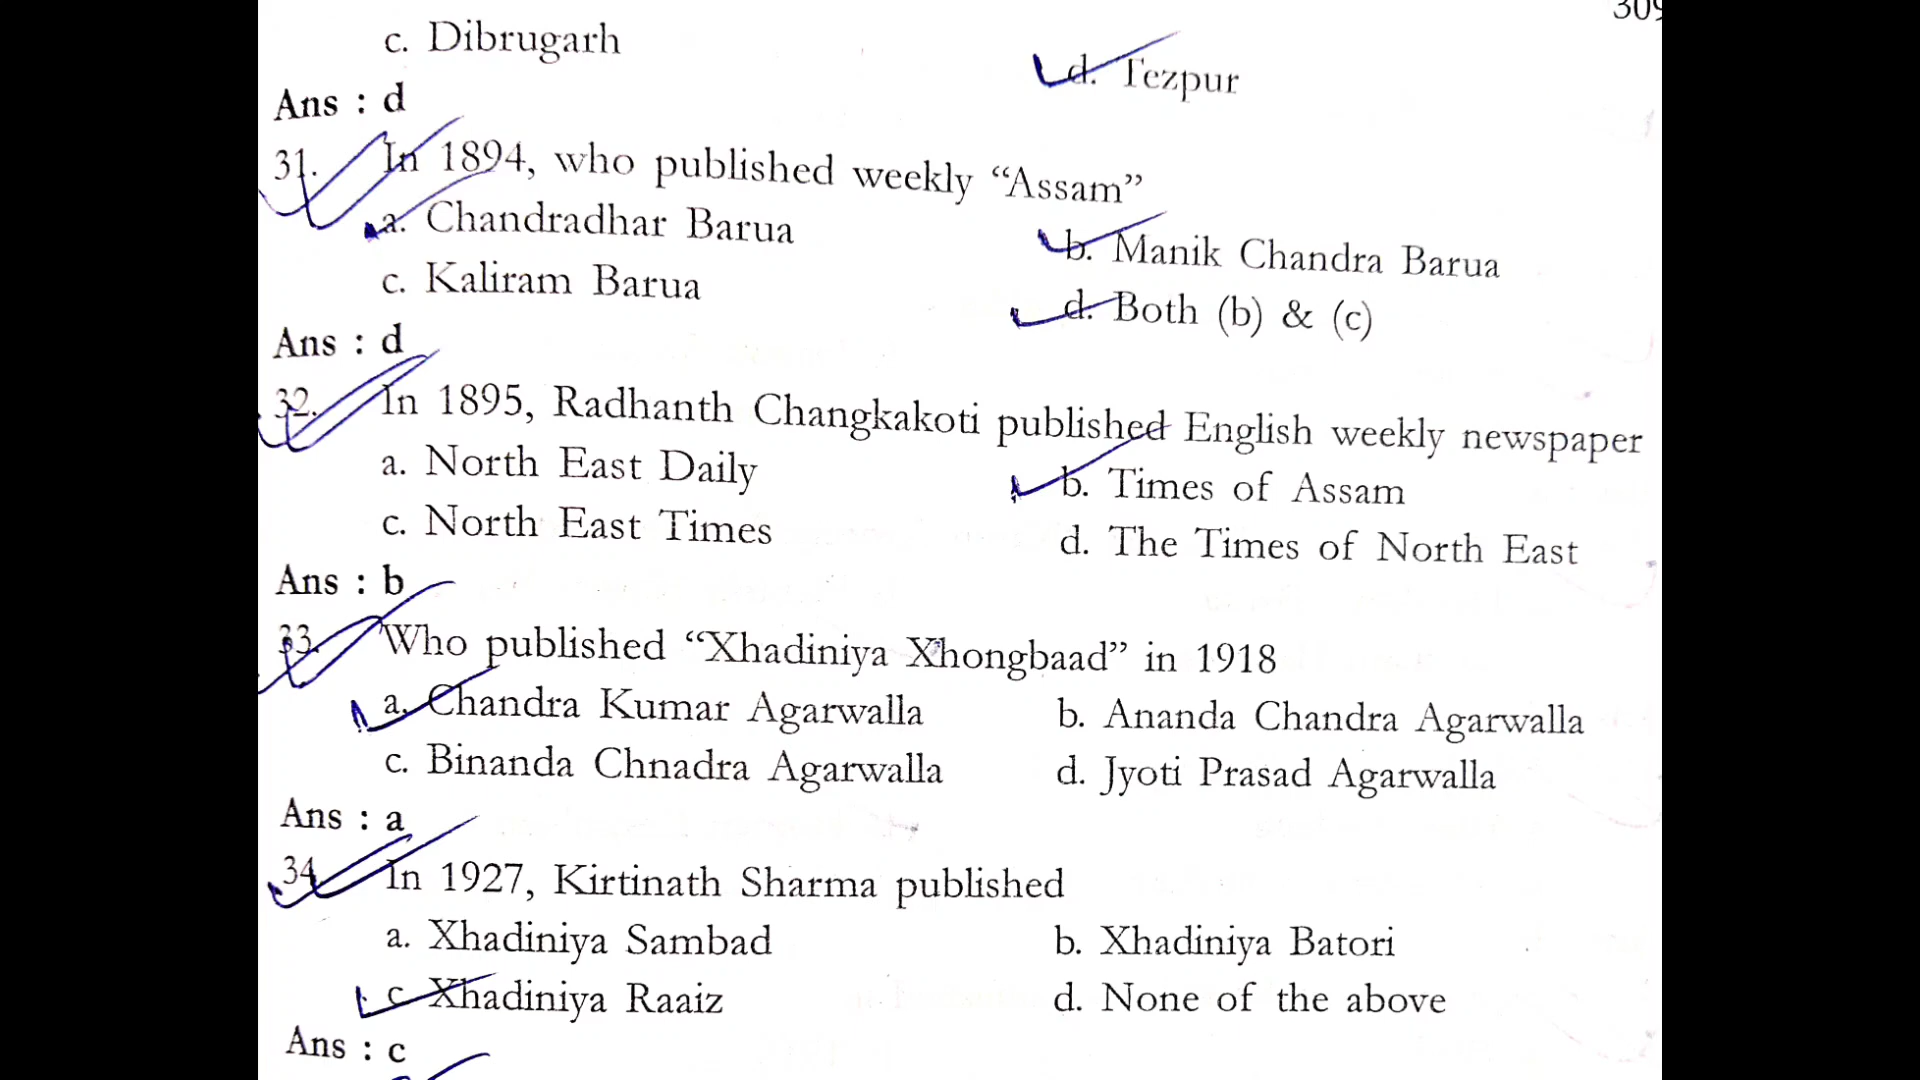 309
c. Dibrugarh
d. Tezpur
Ans : d
31. In 1894, who published weekly “Assam”
a. Chandradhar Barua
b. Manik Chandra Barua
c. Kaliram Barua
d. Both (b) & (c)
Ans : d
32. In 1895, Radhanth Changkakoti published English weekly newspaper
a. North East Daily
b. Times of Assam
c. North East Times
d. The Times of North East
Ans : b
33. Who published “Xhadiniya Xhongbaad” in 1918
a. Chandra Kumar Agarwalla
b. Ananda Chandra Agarwalla
c. Binanda Chnadra Agarwalla
d. Jyoti Prasad Agarwalla
Ans : a
34. In 1927, Kirtinath Sharma published
a. Xhadiniya Sambad
b. Xhadiniya Batori
c. Xhadiniya Raaiz
d. None of the above
Ans : c